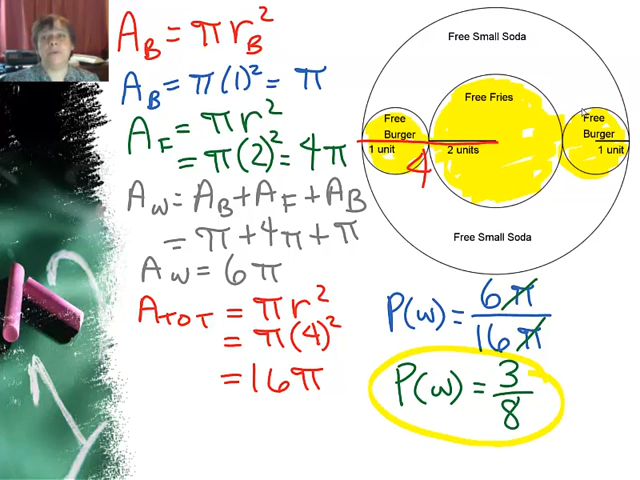 A_B = πr_B²
A_B = π(1)² = π
A_F = πr²
= π(2)² = 4π
A_W = A_B + A_F + A_B
= π + 4π + π
A_W = 6π
A_TOT = πr²
= π(4)²
= 16π
Free Small Soda
Free Fries
Free
Burger
1 unit
4
2 units
Free
Burger
1 unit
Free Small Soda
P(W) = 6π/16π
P(W) = 3/8